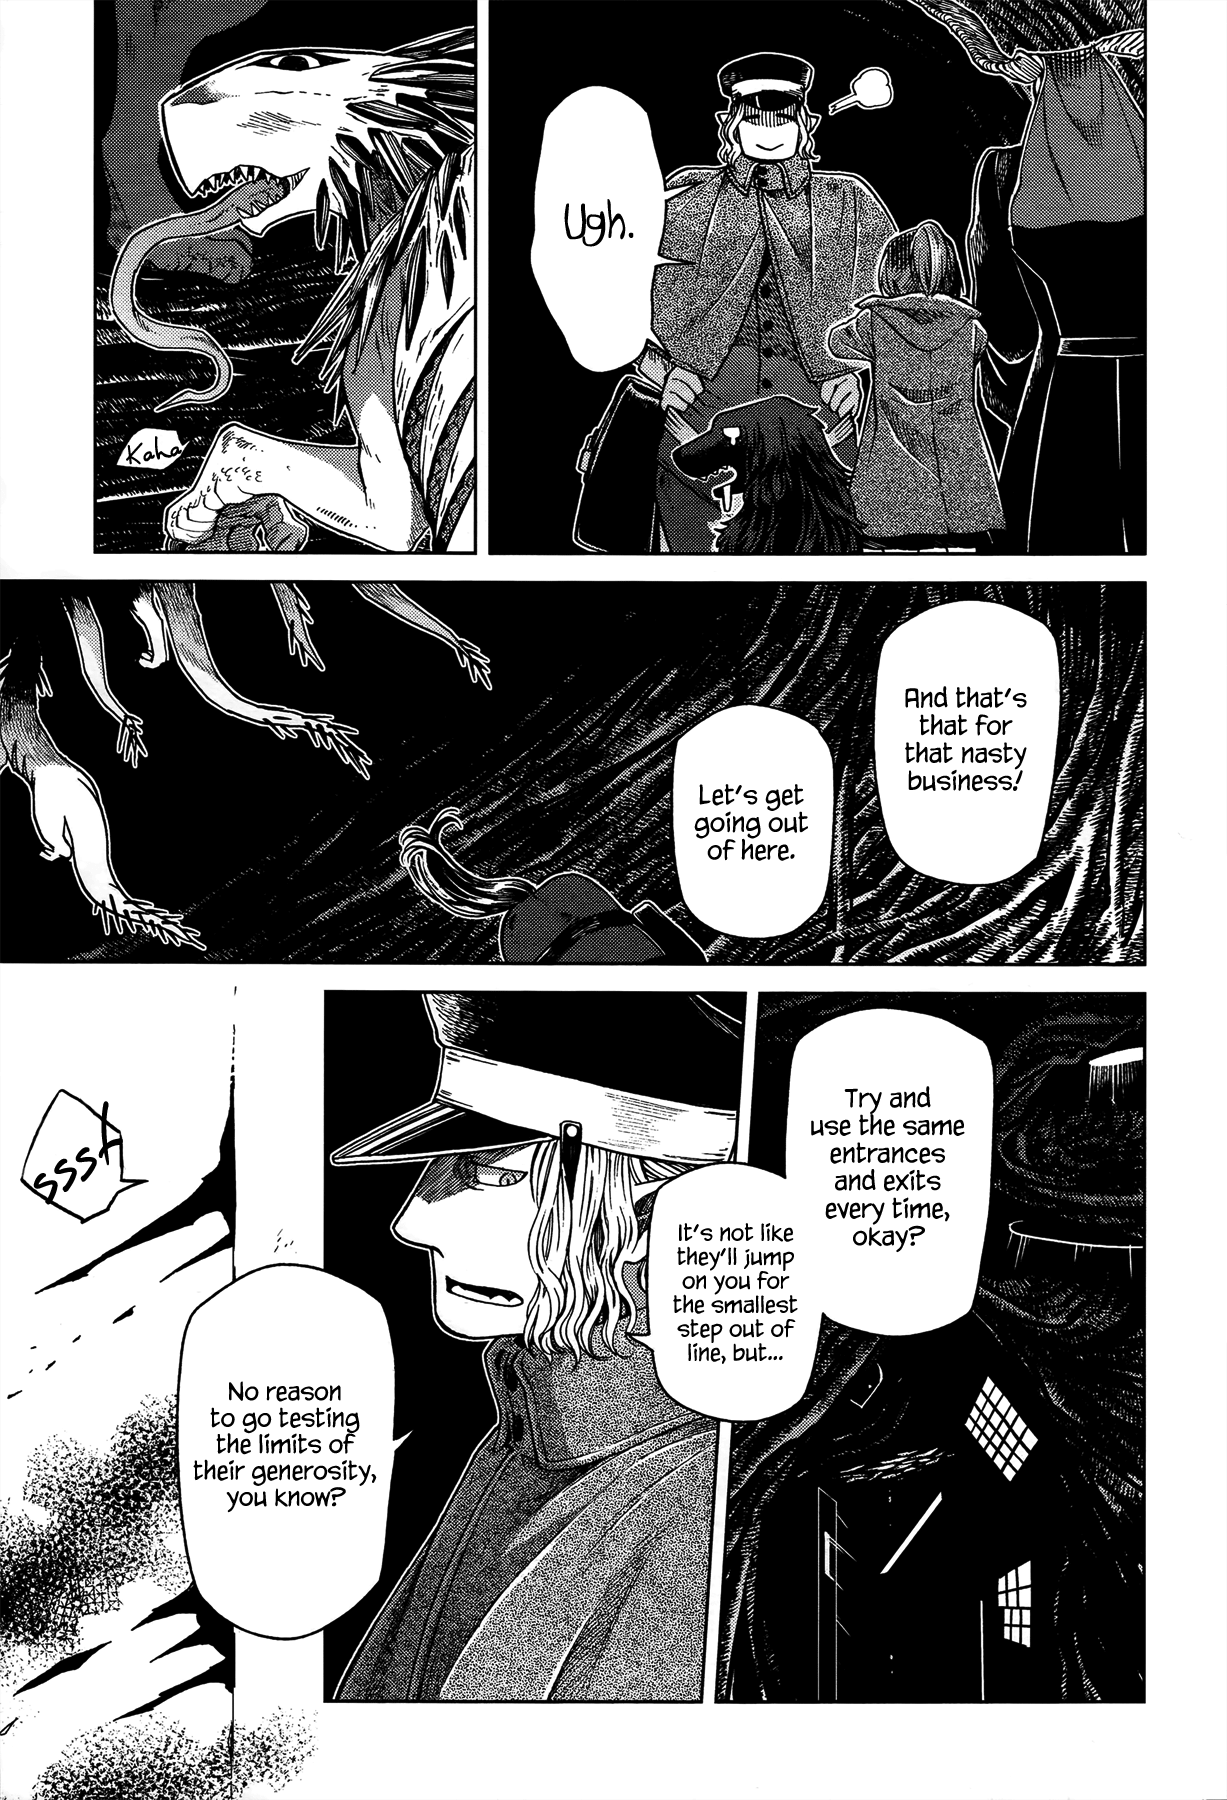 Ugh.
Kaha
And that's
that for
that nasty
business!
Let's get
going out
of here.
Try and
use the same
entrances
and exits
every time,
okay?
It's not like
they'll jump
on you for
the smallest
step out of
line, but...
No reason
to go testing
the limits of
their generosity,
you know?
sssh